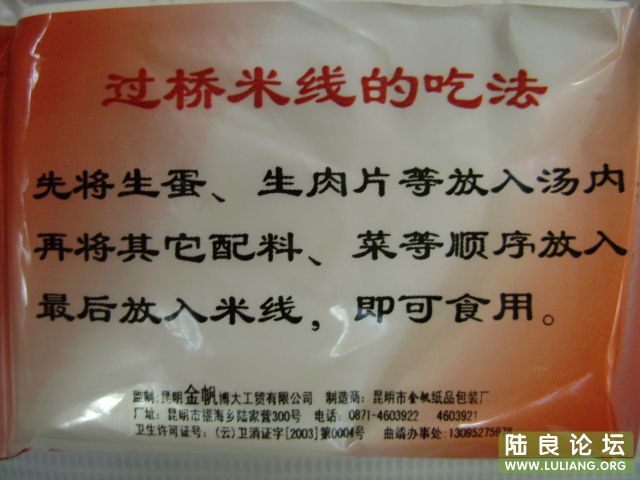 过桥米线的吃法
先将生蛋、生肉片等放入汤内
再将其它配料、菜等顺序放入
最后放入米线，即可食用。
监制:昆明金帆博大工贸有限公司 制造商：昆明市金帆纸品包装厂
厂址：昆明市 海乡陆家营300号 电话：0871-4603922 4603921
卫生许可证号：(云)卫消证字[2003]第0004号 曲靖办事处:
陆良论坛
WWW.LULIANG.ORG